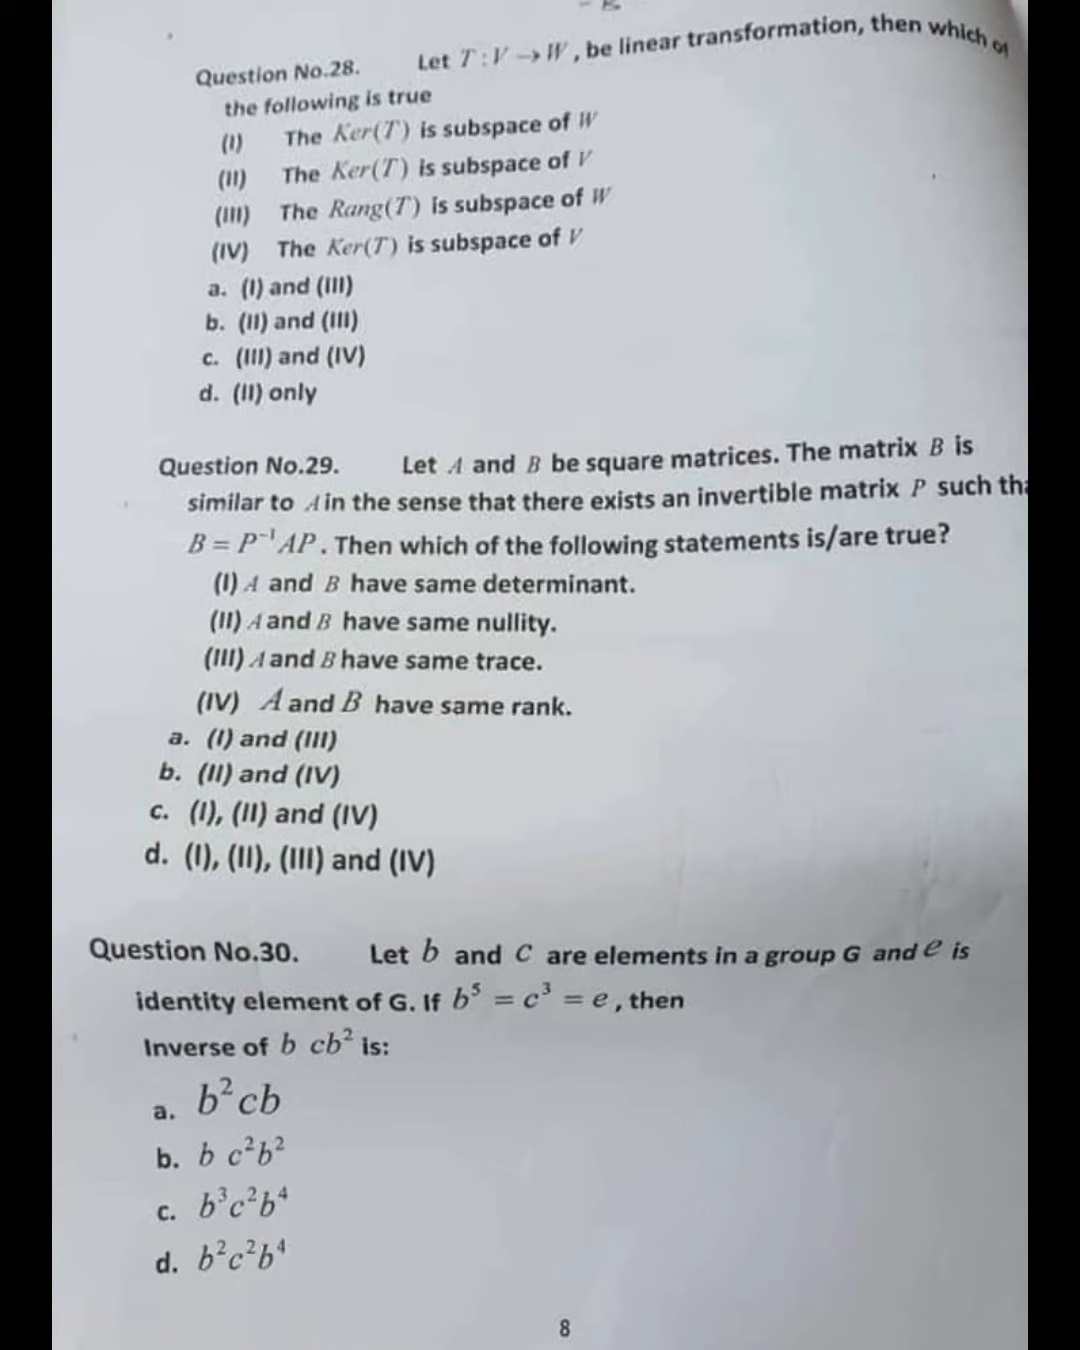 Question No.28. Let T : V → W , be linear transformation, then which of
the following is true
(I) The Ker(T) is subspace of W
(II) The Ker(T) is subspace of V
(III) The Rang(T) is subspace of W
(IV) The Ker(T) is subspace of V
a. (I) and (III)
b. (II) and (III)
c. (III) and (IV)
d. (II) only
Question No.29. Let A and B be square matrices. The matrix B is
similar to A in the sense that there exists an invertible matrix P such tha
B = P⁻¹AP. Then which of the following statements is/are true?
(I) A and B have same determinant.
(II) A and B have same nullity.
(III) A and B have same trace.
(IV) A and B have same rank.
a. (I) and (III)
b. (II) and (IV)
c. (I), (II) and (IV)
d. (I), (II), (III) and (IV)
Question No.30. Let b and c are elements in a group G and e is
identity element of G. If b⁵ = c³ = e , then
Inverse of b cb² is:
a. b²cb
b. b c²b²
c. b³c²b⁴
d. b²c²b⁴
8